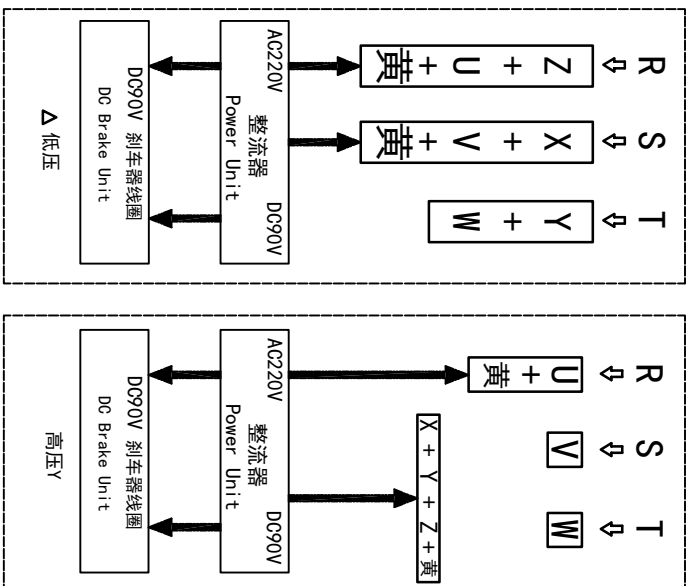 R S T
Z + U + 黄
X + V + 黄
Y + W
AC220V 整流器 DC90V
Power Unit
DC90V 刹车器线圈
DC Brake Unit
△ 低压
R S T
U + 黄
V
W
X + Y + Z + 黄
AC220V 整流器 DC90V
Power Unit
DC90V 刹车器线圈
DC Brake Unit
高压Y